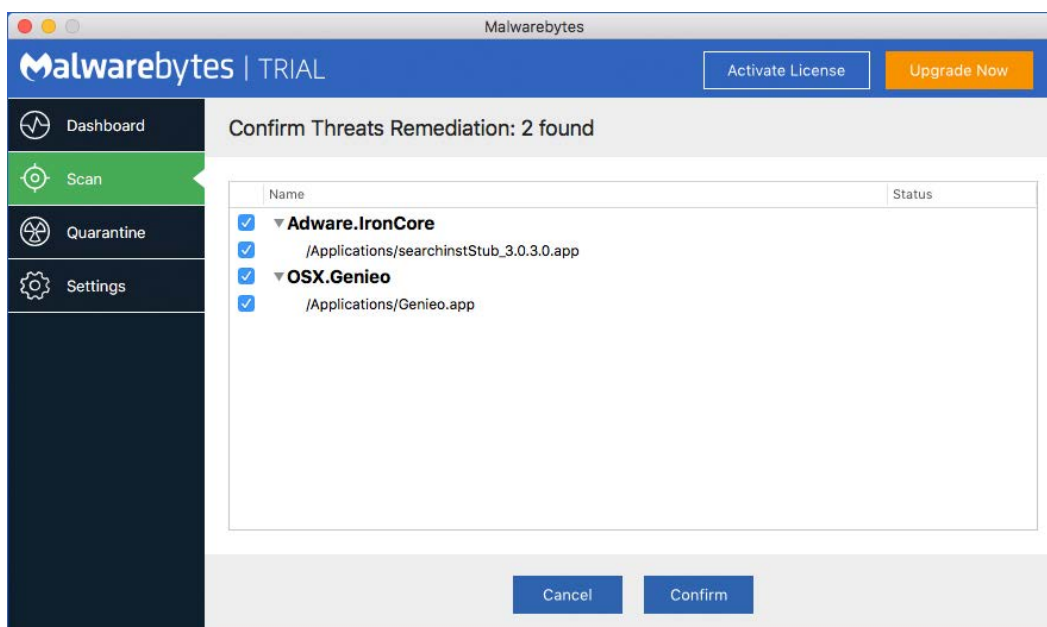 Malwarebytes
Malwarebytes | TRIAL
Activate License
Upgrade Now
Dashboard
Scan
Quarantine
Settings
Confirm Threats Remediation: 2 found
Name
Status
Adware.IronCore
/Applications/searchinstStub_3.0.3.0.app
OSX.Genieo
/Applications/Genieo.app
Cancel
Confirm